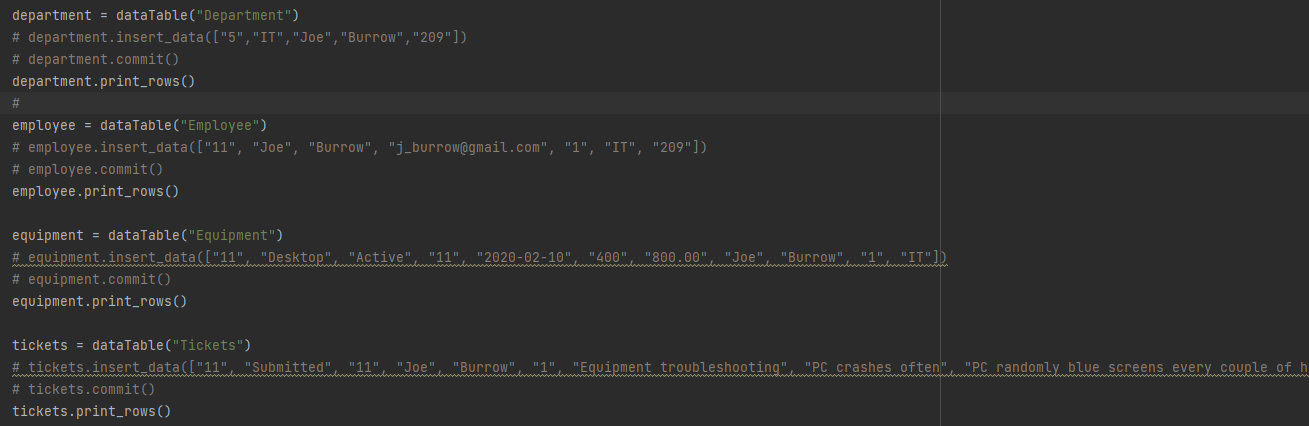 department = dataTable("Department")
# department.insert_data(["5","IT","Joe","Burrow","209"])
# department.commit()
department.print_rows()
#
employee = dataTable("Employee")
# employee.insert_data(["11", "Joe", "Burrow", "j_burrow@gmail.com", "1", "IT", "209"])
# employee.commit()
employee.print_rows()
equipment = dataTable("Equipment")
# equipment.insert_data(["11", "Desktop", "Active", "11", "2020-02-10", "400", "800.00", "Joe", "Burrow", "1", "IT"])
# equipment.commit()
equipment.print_rows()
tickets = dataTable("Tickets")
# tickets.insert_data(["11", "Submitted", "11", "Joe", "Burrow", "1", "Equipment troubleshooting", "PC crashes often", "PC randomly blue screens every couple of h
# tickets.commit()
tickets.print_rows()